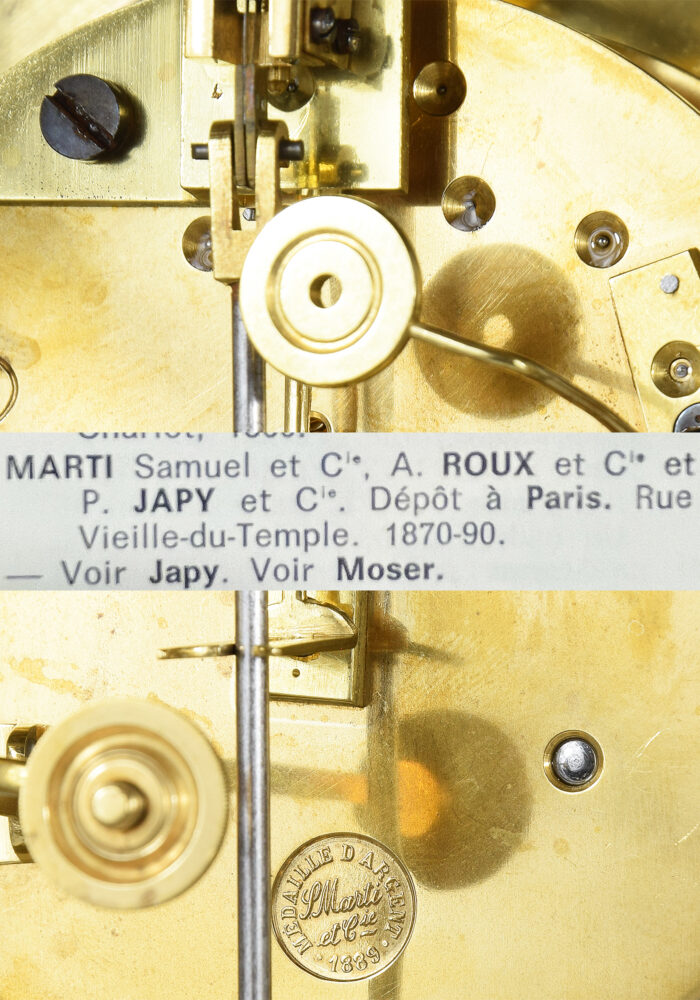 MARTI Samuel et Cie, A. ROUX et Cie et
P. JAPY et Cie. Dépôt à Paris. Rue
Vieille-du-Temple. 1870-90.
— Voir Japy. Voir Moser.
MÉDAILLE D'ARGENT
S Marti
et Cie
1889